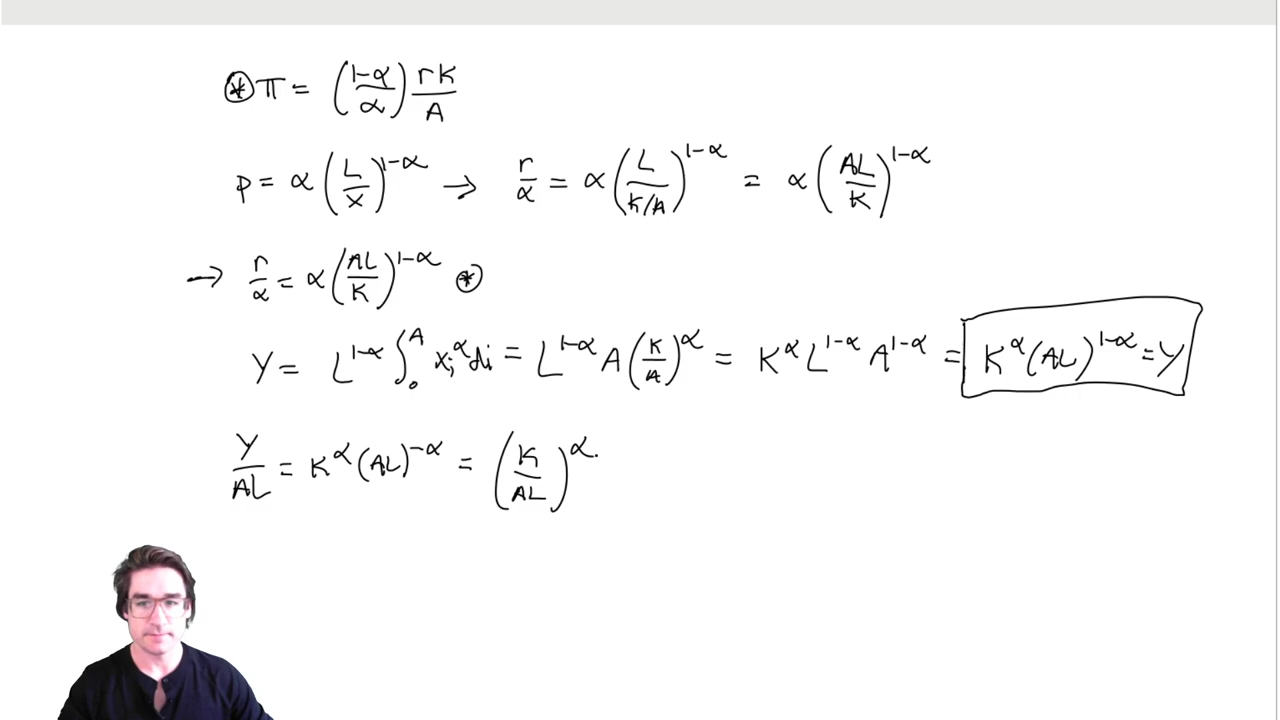 ⊛ π = ((1-α)/α) rK/A
p = α (L/x)^{1-α} → r/α = α (L/(K/A))^{1-α} = α (AL/K)^{1-α}
→ r/α = α (AL/K)^{1-α} ⊛
Y = L^{1-α} ∫_0^A x_i^α di = L^{1-α} A (K/A)^α = K^α L^{1-α} A^{1-α} = K^α (AL)^{1-α} = Y
Y/AL = K^α (AL)^{-α} = (K/AL)^α.